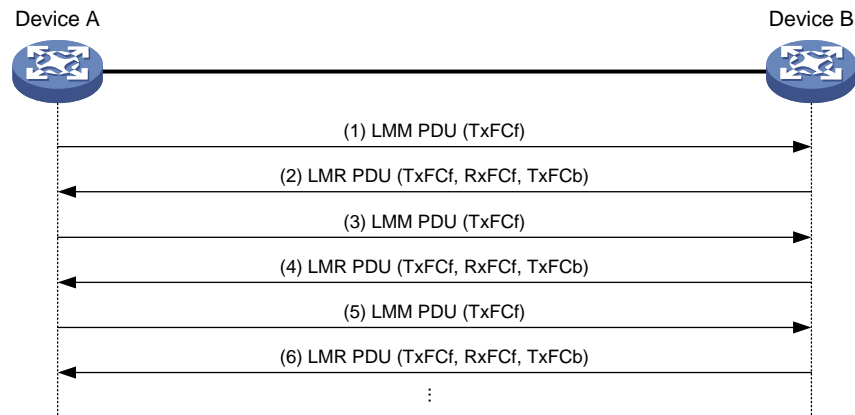 Device A
Device B
(1) LMM PDU (TxFCf)
(2) LMR PDU (TxFCf, RxFCf, TxFCb)
(3) LMM PDU (TxFCf)
(4) LMR PDU (TxFCf, RxFCf, TxFCb)
(5) LMM PDU (TxFCf)
(6) LMR PDU (TxFCf, RxFCf, TxFCb)
⋮